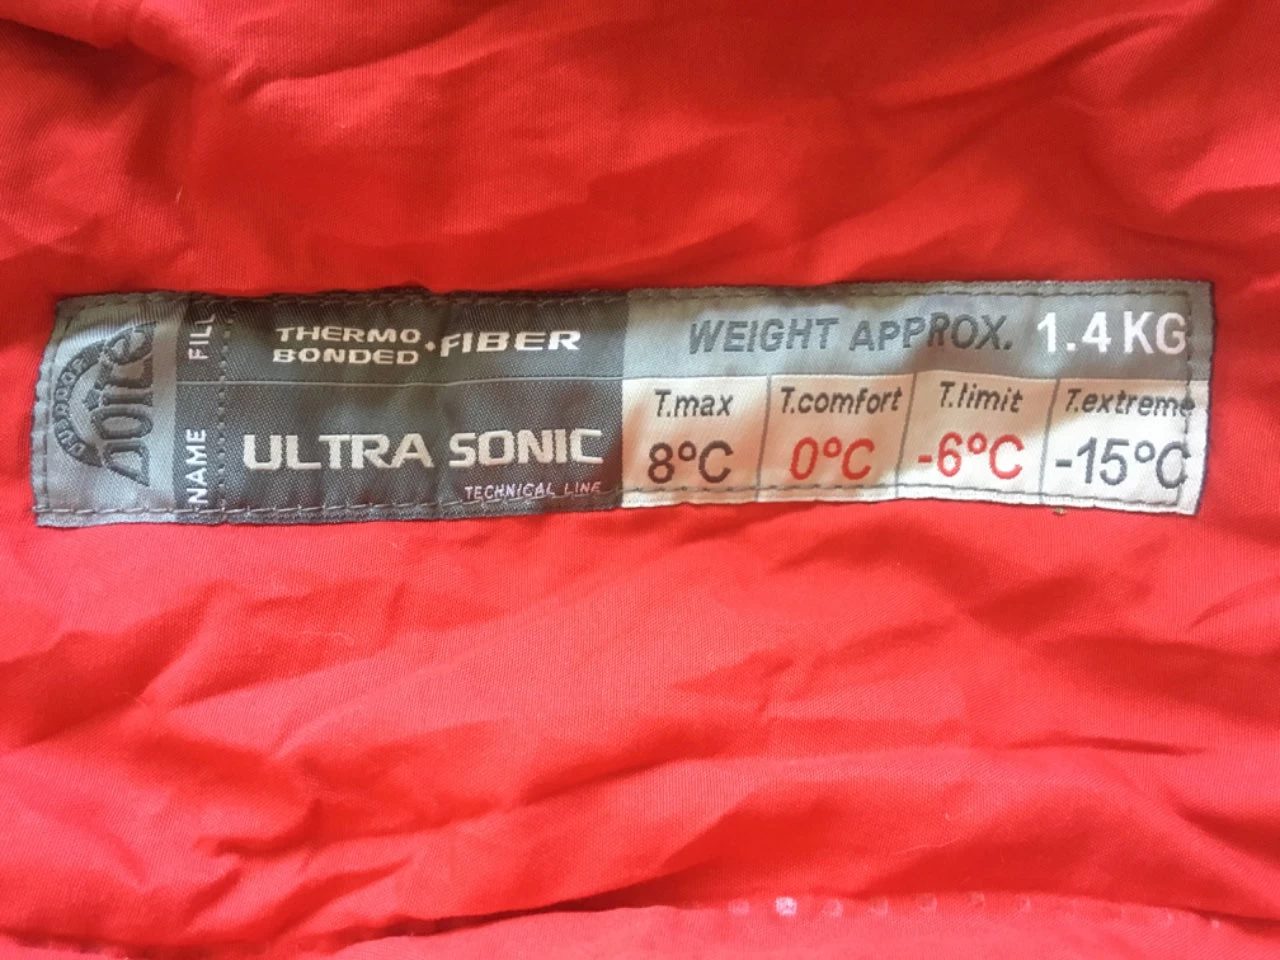 Doite
OUTDOOR
FILL
THERMO
BONDED
.FIBER
NAME
ULTRA SONIC
TECHNICAL LINE
WEIGHT APPROX. 1.4 KG
T.max T.comfort T.limit T.extreme
8°C 0°C -6°C -15°C